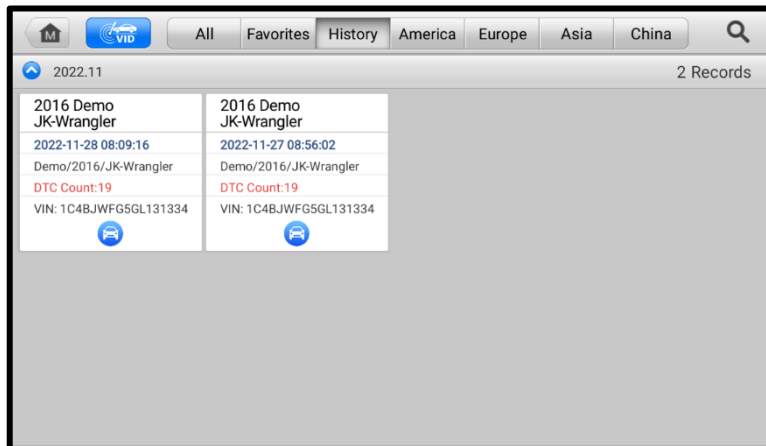 M VID All Favorites History America Europe Asia China
2022.11 2 Records
2016 Demo
JK-Wrangler
2022-11-28 08:09:16
Demo/2016/JK-Wrangler
DTC Count:19
VIN: 1C4BJWFG5GL131334
2016 Demo
JK-Wrangler
2022-11-27 08:56:02
Demo/2016/JK-Wrangler
DTC Count:19
VIN: 1C4BJWFG5GL131334